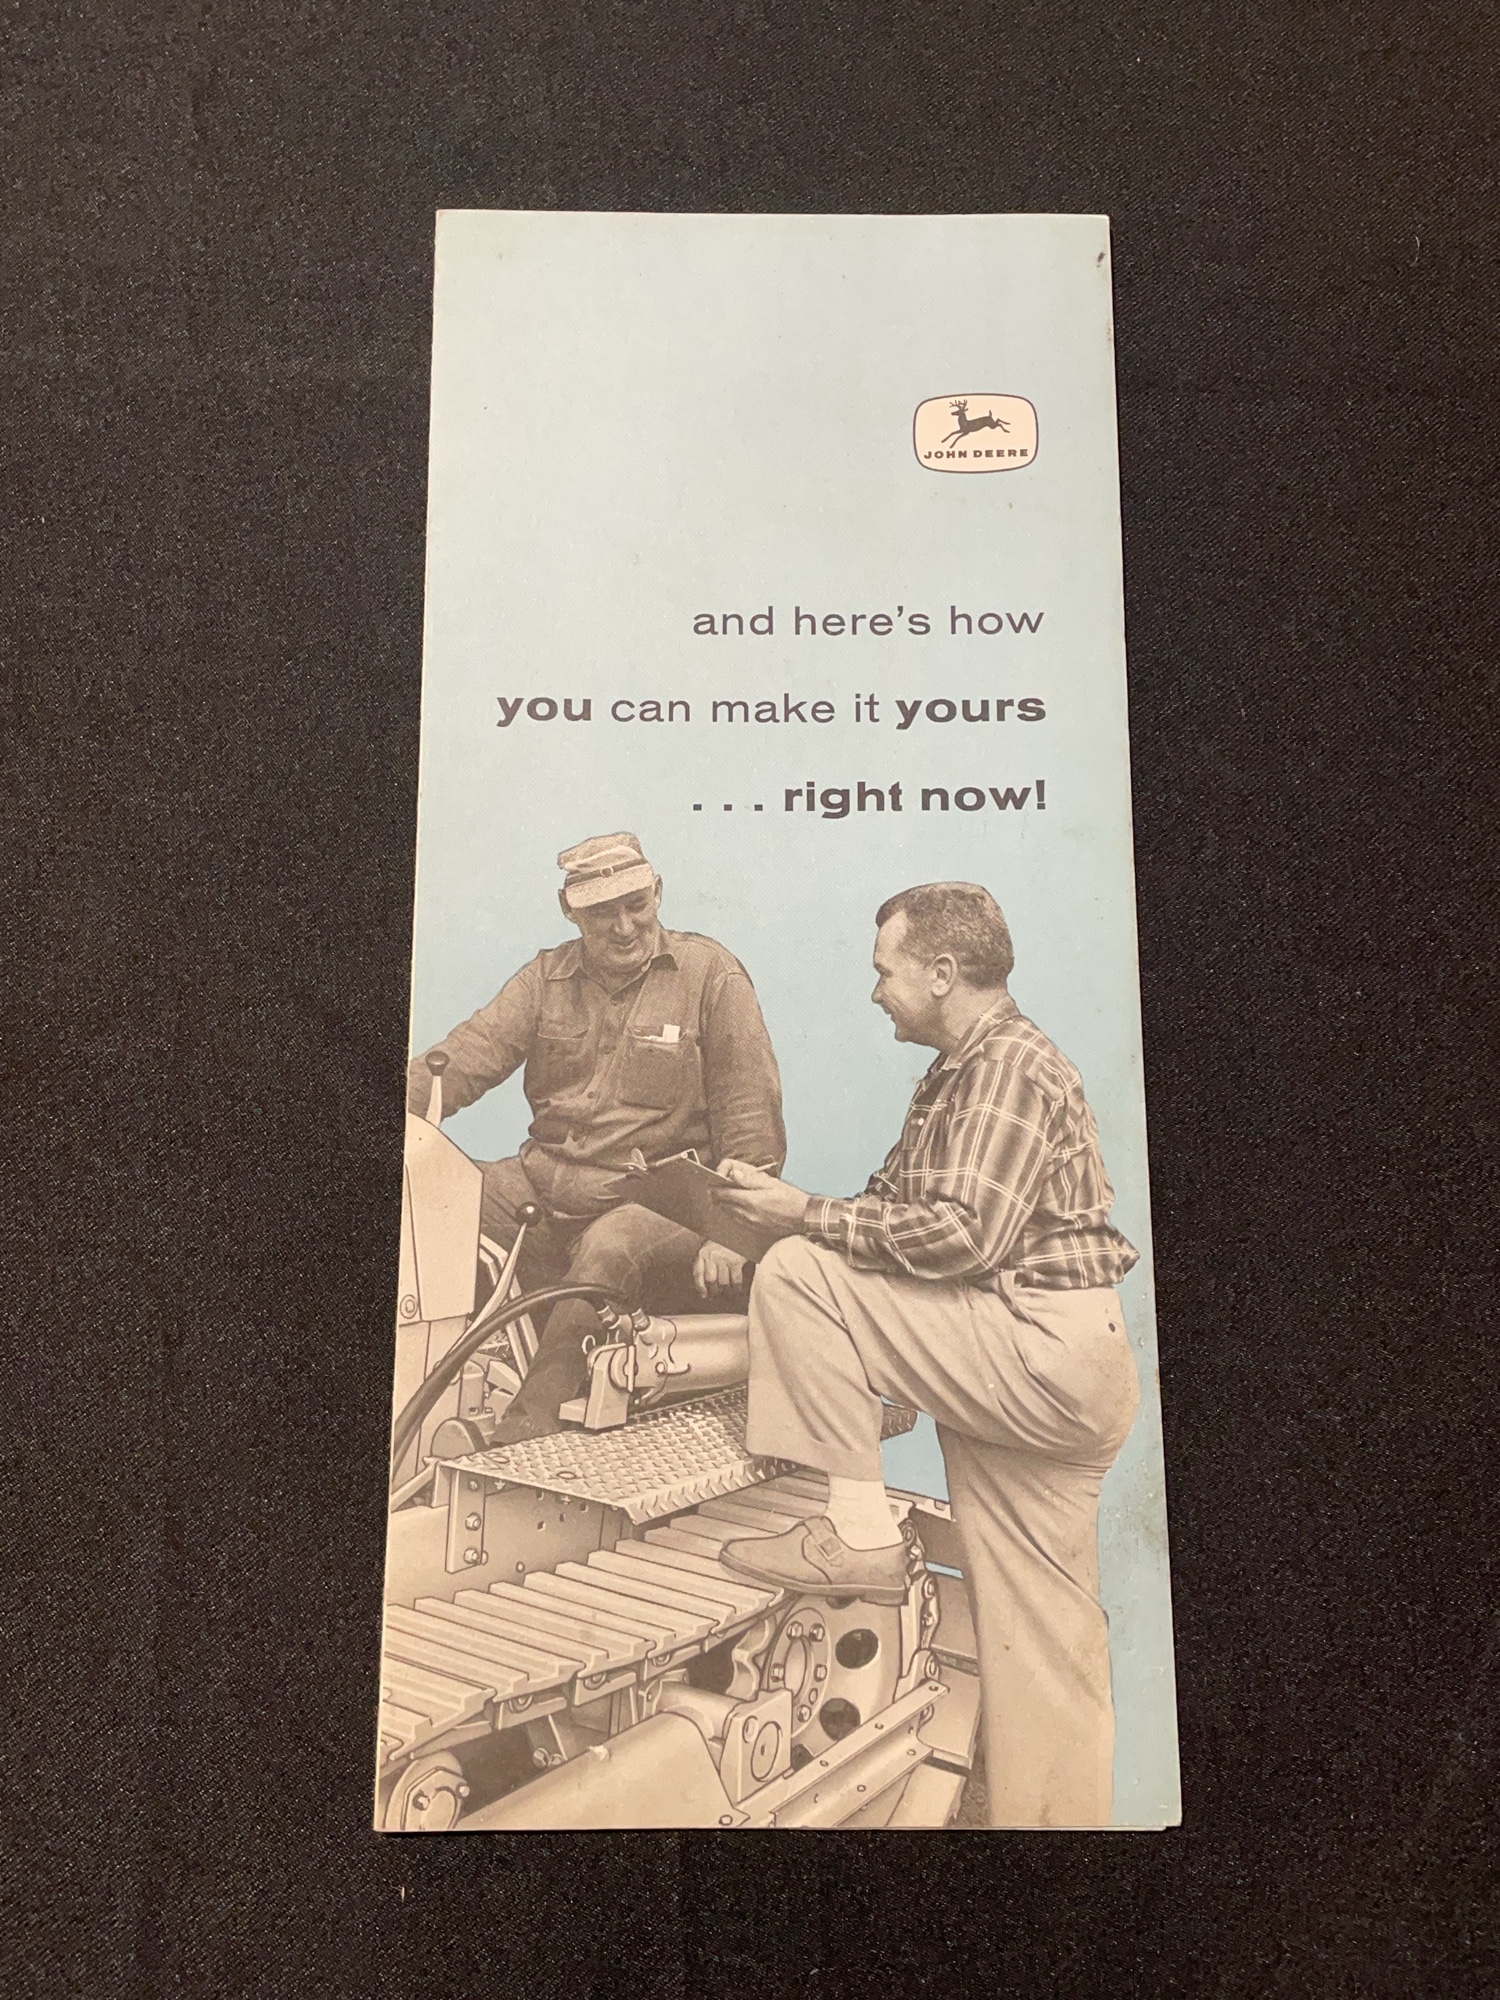 JOHN DEERE
and here's how
you can make it yours
. . . right now!